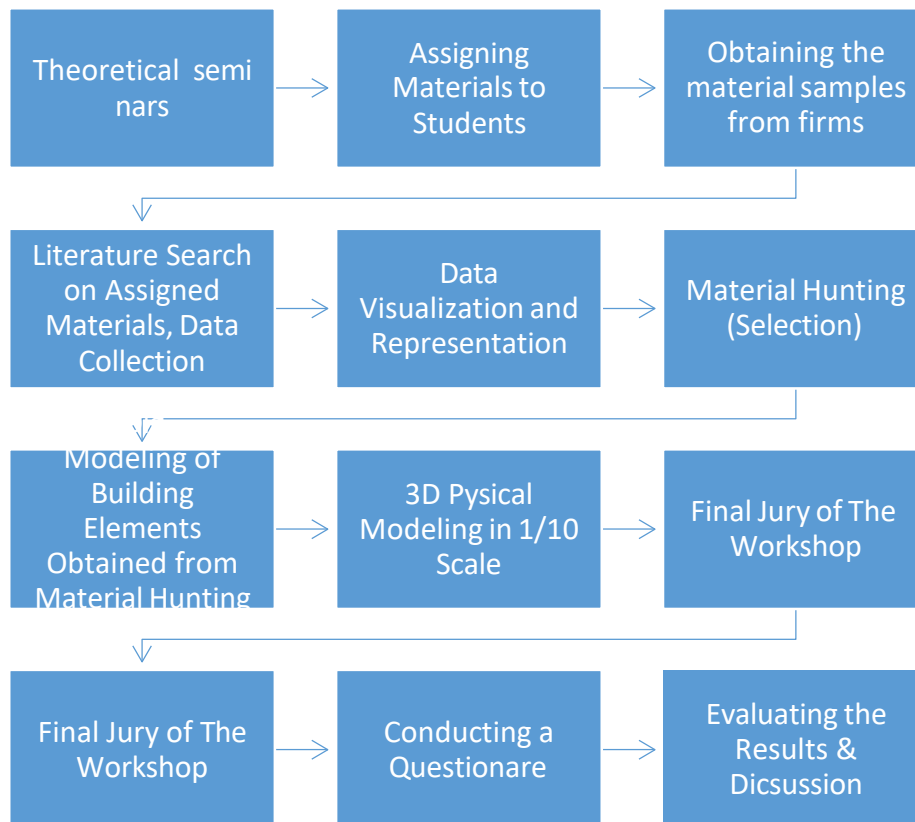 Theoretical semi
nars
Assigning
Materials to
Students
Obtaining the
material samples
from firms
Literature Search
on Assigned
Materials, Data
Collection
Data
Visualization and
Representation
Material Hunting
(Selection)
Modeling of
Building
Elements
Obtained from
Material Hunting
3D Pysical
Modeling in 1/10
Scale
Final Jury of The
Workshop
Final Jury of The
Workshop
Conducting a
Questionare
Evaluating the
Results &
Dicsussion